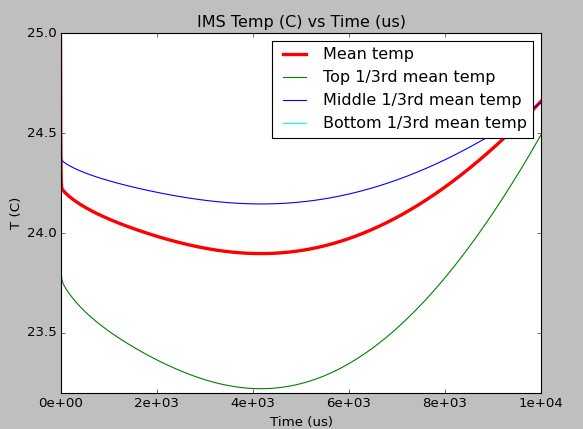 IMS Temp (C) vs Time (us)
25.0
24.5
24.0
23.5
T (C)
Mean temp
Top 1/3rd mean temp
Middle 1/3rd mean temp
Bottom 1/3rd mean temp
0e+00 2e+03 4e+03 6e+03 8e+03 1e+04
Time (us)